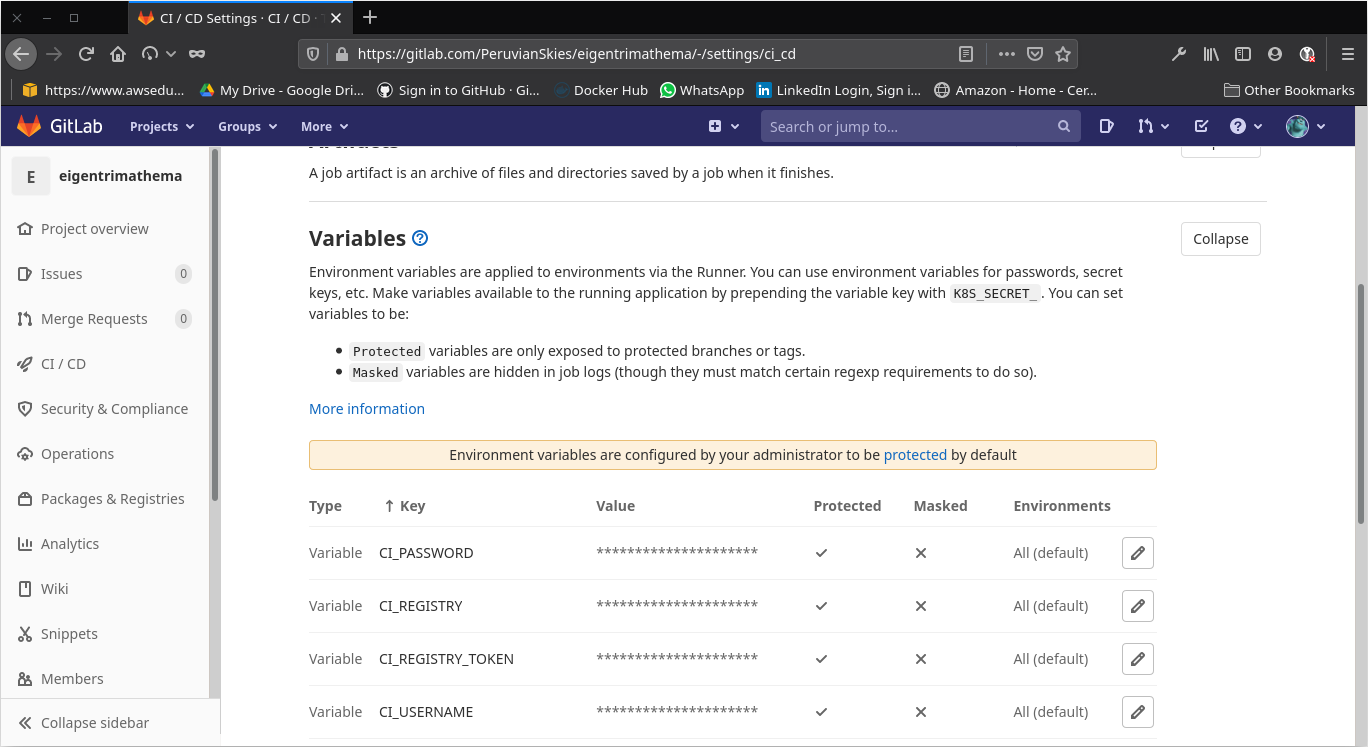 CI / CD Settings · CI / CD ·
https://gitlab.com/PeruvianSkies/eigentrimathema/-/settings/ci_cd
https://www.awsedu... My Drive - Google Dri... Sign in to GitHub · Gi... Docker Hub WhatsApp LinkedIn Login, Sign i... Amazon - Home - Cer... Other Bookmarks
GitLab Projects Groups More Search or jump to...
E eigentrimathema
Project overview
Issues 0
Merge Requests 0
CI / CD
Security & Compliance
Operations
Packages & Registries
Analytics
Wiki
Snippets
Members
Collapse sidebar
A job artifact is an archive of files and directories saved by a job when it finishes.
Variables Collapse
Environment variables are applied to environments via the Runner. You can use environment variables for passwords, secret
keys, etc. Make variables available to the running application by prepending the variable key with K8S_SECRET_. You can set
variables to be:
• Protected variables are only exposed to protected branches or tags.
• Masked variables are hidden in job logs (though they must match certain regexp requirements to do so).
More information
Environment variables are configured by your administrator to be protected by default
Type ↑ Key Value Protected Masked Environments
Variable CI_PASSWORD ********************* ✓ ✕ All (default)
Variable CI_REGISTRY ********************* ✓ ✕ All (default)
Variable CI_REGISTRY_TOKEN ********************* ✓ ✕ All (default)
Variable CI_USERNAME ********************* ✓ ✕ All (default)